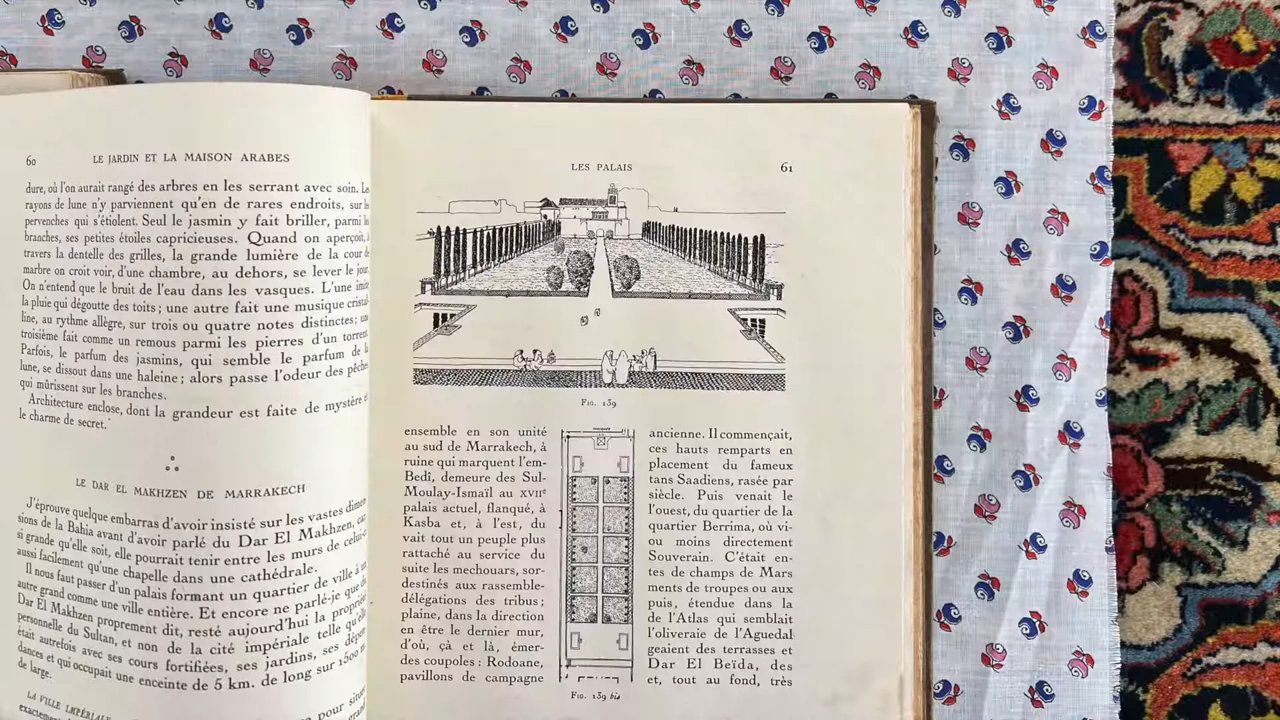 60
LE JARDIN ET LA MAISON ARABES
dure, où l'on aurait rangé des arbres en les serrant avec soin. Les
rayons de lune n'y parviennent qu'en de rares endroits, sur les
pervenches qui s'étiolent. Seul le jasmin y fait briller, parmi les
branches, ses petites étoiles capricieuses. Quand on aperçoit, à
travers la dentelle des grilles, la grande lumière de la cour de
marbre on croit voir, d'une chambre, au dehors, se lever le jour.
On n'entend que le bruit de l'eau dans les vasques. L'une imite
la pluie qui dégoutte des toits; une autre fait une musique cristal-
line, au rythme allègre, sur trois ou quatre notes distinctes; une
troisième fait comme un remous parmi les pierres d'un torrent.
Parfois, le parfum des jasmins, qui semble le parfum de la
lune, se dissout dans une haleine; alors passe l'odeur des pêches
qui mûrissent sur les branches.
Architecture enclose, dont la grandeur est faite de mystère et
le charme de secret.
LE DAR EL MAKHZEN DE MARRAKECH
J'éprouve quelque embarras d'avoir insisté sur les vastes dimen-
sions de la Bahia avant d'avoir parlé du Dar El Makhzen, car
si grande qu'elle soit, elle pourrait tenir entre les murs de celui-ci
aussi facilement qu'une chapelle dans une cathédrale.
Il nous faut passer d'un palais formant un quartier de ville à un
autre grand comme une ville entière. Et encore ne parlé-je que du
Dar El Makhzen proprement dit, resté aujourd'hui la propriété
personnelle du Sultan, et non de la cité impériale telle qu'elle
était autrefois avec ses cours fortifiées, ses jardins, ses dépen-
dances et qui occupait une enceinte de 5 km. de long sur 1500 m.
de large.
LA VILLE IMPÉRIALE
pour situer
exactement
LES PALAIS
61
FIG. 139
ensemble en son unité
au sud de Marrakech, à
ruine qui marquent l'em-
Bedi, demeure des Sul-
Moulay-Ismaïl au XVIIe
palais actuel, flanqué, à
Kasba et, à l'est, du
vait tout un peuple plus
rattaché au service du
suite les mechouars, sor-
destinés aux rassemble-
délégations des tribus;
plaine, dans la direction
en être le dernier mur,
d'où, çà et là, émer-
des coupoles : Rodoane,
pavillons de campagne
FIG. 139 bis
ancienne. Il commençait,
ces hauts remparts en
placement du fameux
tans Saadiens, rasée par
siècle. Puis venait le
l'ouest, du quartier de la
quartier Berrima, où vi-
ou moins directement
Souverain. C'était en-
tes de champs de Mars
ments de troupes ou aux
puis, étendue dans la
de l'Atlas qui semblait
l'oliveraie de l'Aguedal
geaient des terrasses et
Dar El Beïda, des
et, tout au fond, très